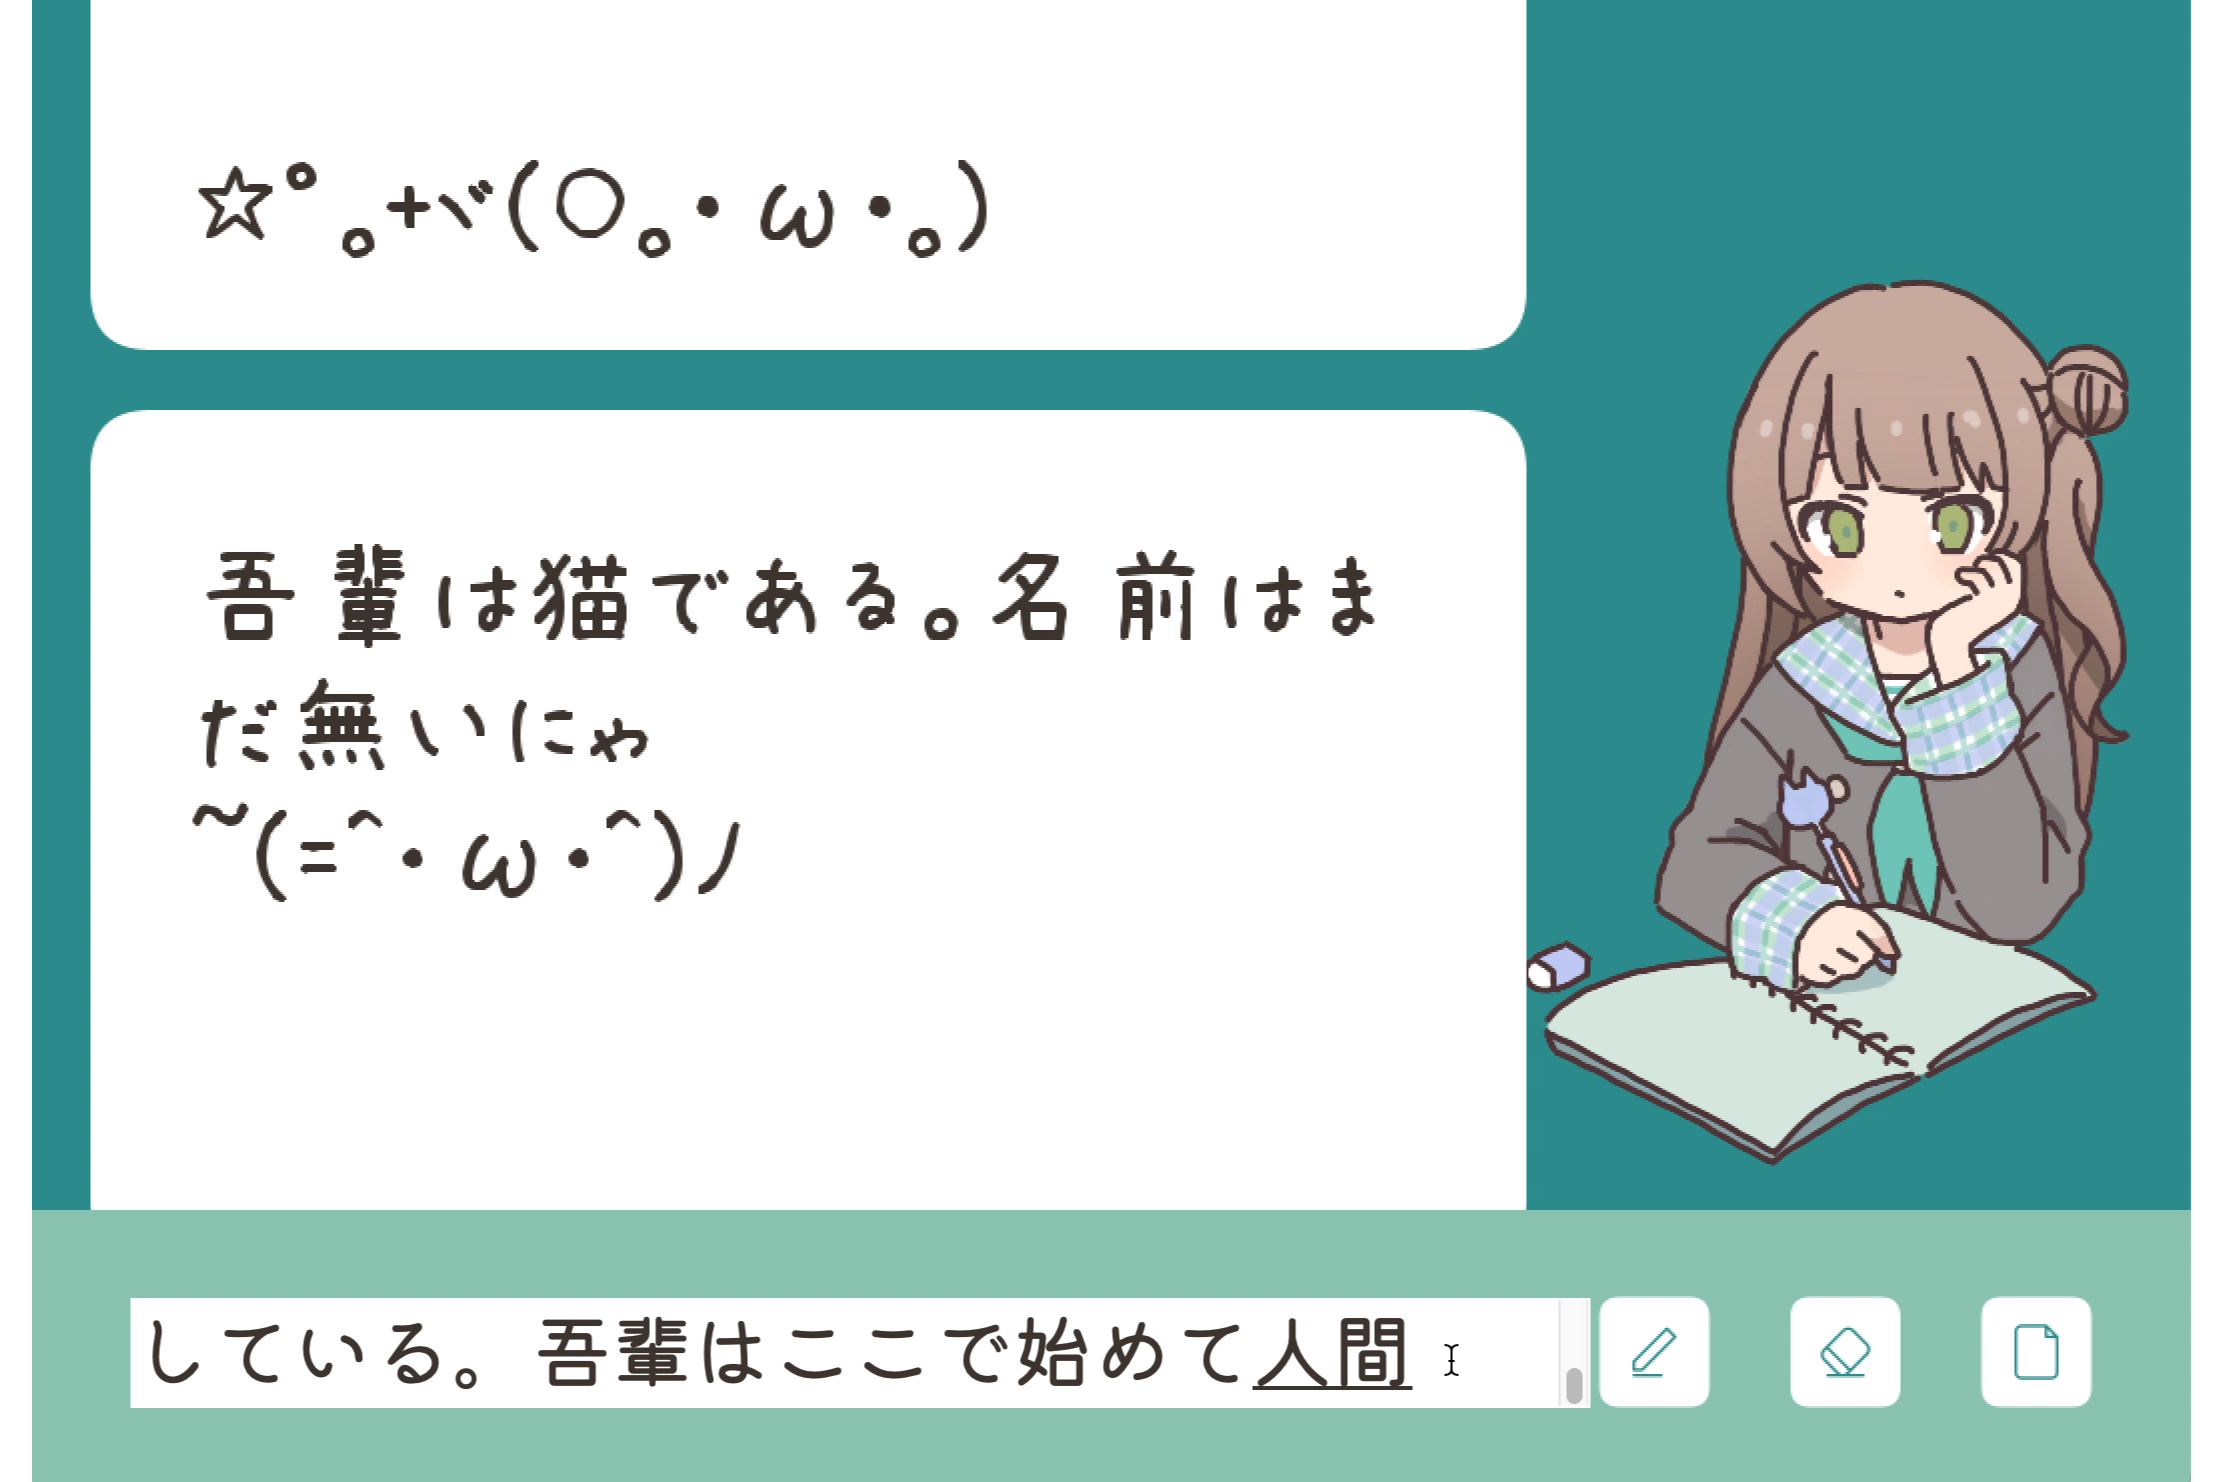 ☆゚｡+ヾ(○｡・ω・｡)
吾輩は猫である。名前はま
だ無いにゃ
~(=^・ω・^)ノ
している。吾輩はここで始めて人間